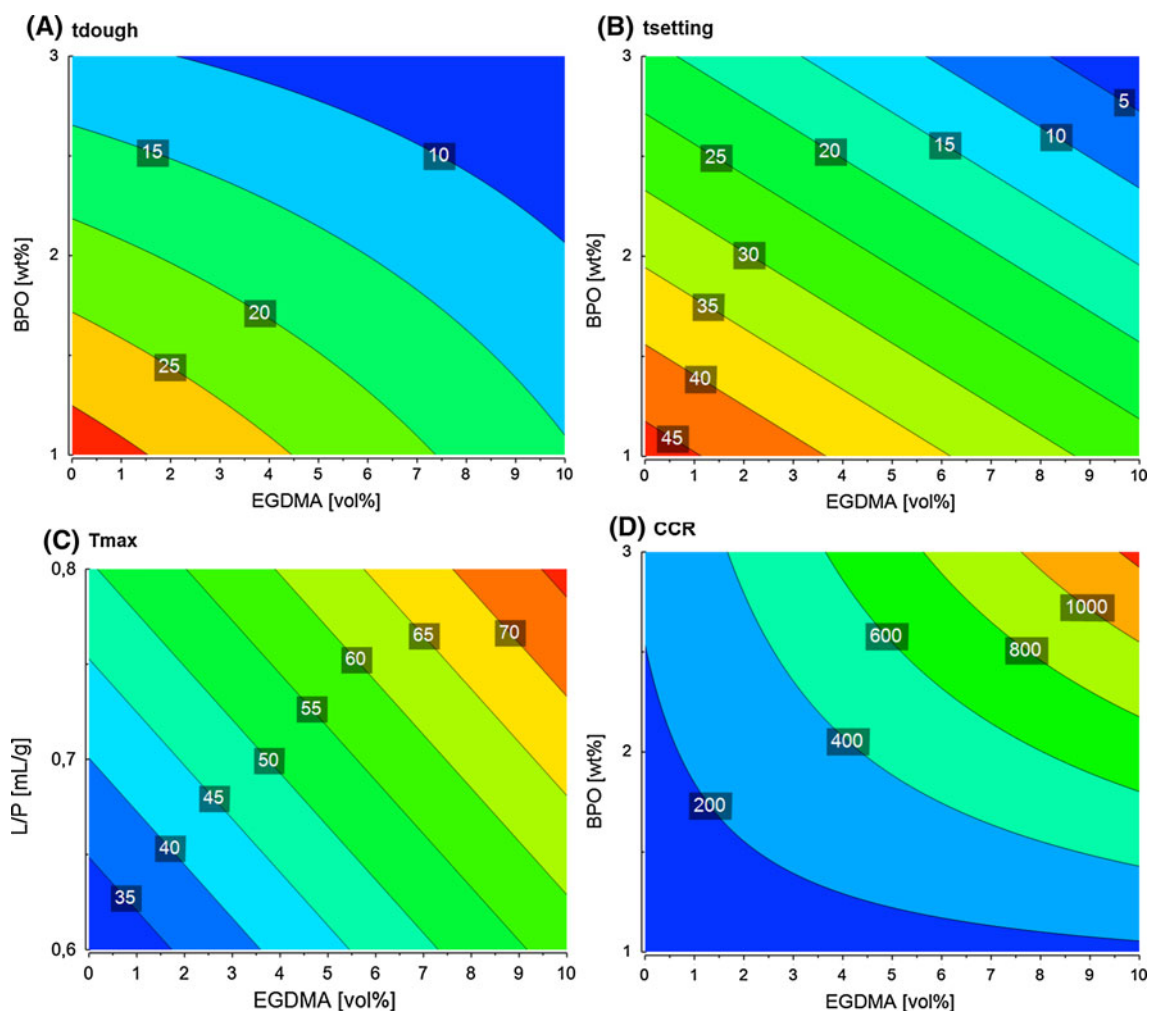 (A) tdough
3
2
1
BPO [wt%]
15
10
20
25
0 1 2 3 4 5 6 7 8 9 10
EGDMA [vol%]
(B) tsetting
3
2
1
BPO [wt%]
5
10
15
20
25
30
35
40
45
0 1 2 3 4 5 6 7 8 9 10
EGDMA [vol%]
(C) Tmax
0,8
0,7
0,6
L/P [mL/g]
70
65
60
55
50
45
40
35
0 1 2 3 4 5 6 7 8 9 10
EGDMA [vol%]
(D) CCR
3
2
1
BPO [wt%]
1000
800
600
400
200
0 1 2 3 4 5 6 7 8 9 10
EGDMA [vol%]